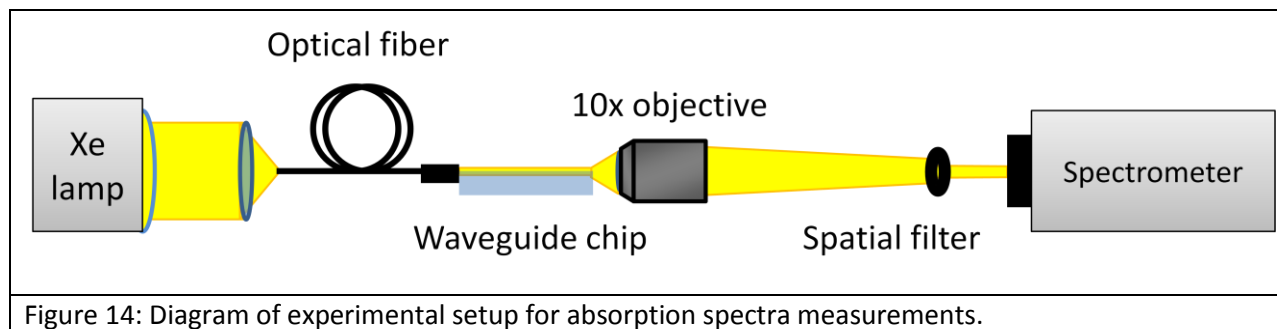 Optical fiber
10x objective
Xe
lamp
Spectrometer
Waveguide chip
Spatial filter
Figure 14: Diagram of experimental setup for absorption spectra measurements.